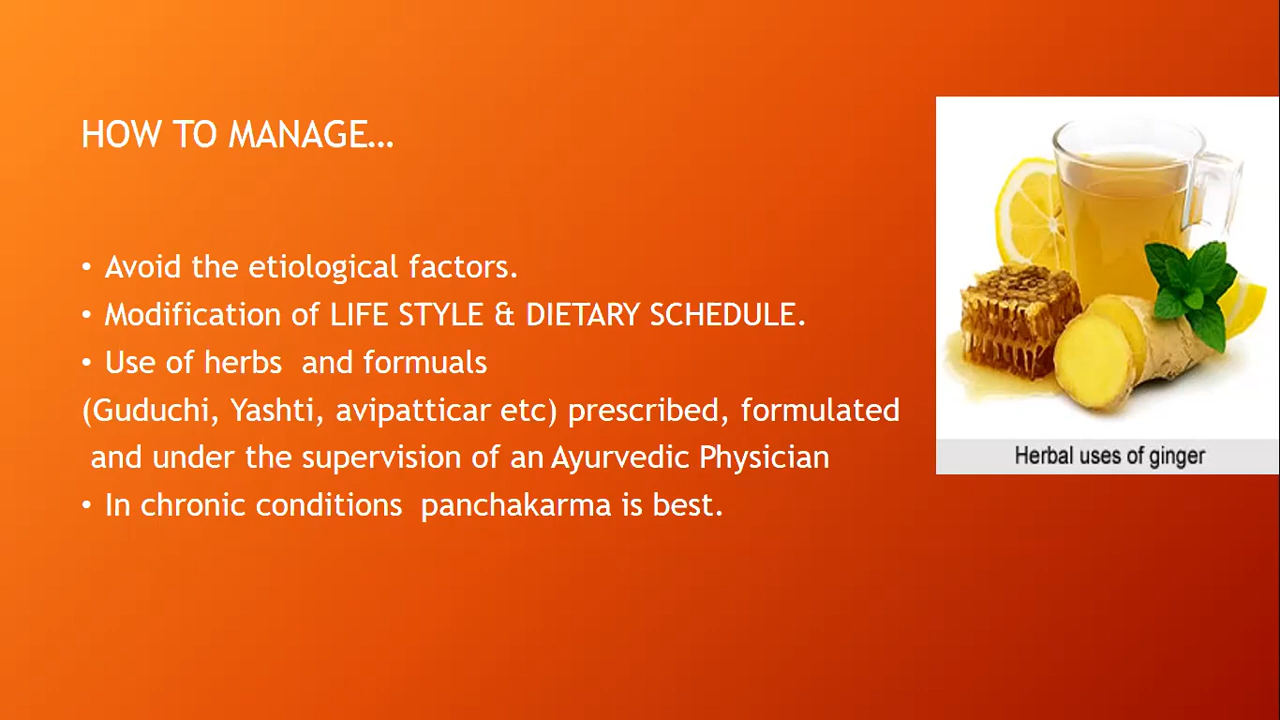 HOW TO MANAGE...
• Avoid the etiological factors.
• Modification of LIFE STYLE & DIETARY SCHEDULE.
• Use of herbs and formuals
(Guduchi, Yashti, avipatticar etc) prescribed, formulated
and under the supervision of an Ayurvedic Physician
• In chronic conditions panchakarma is best.
Herbal uses of ginger